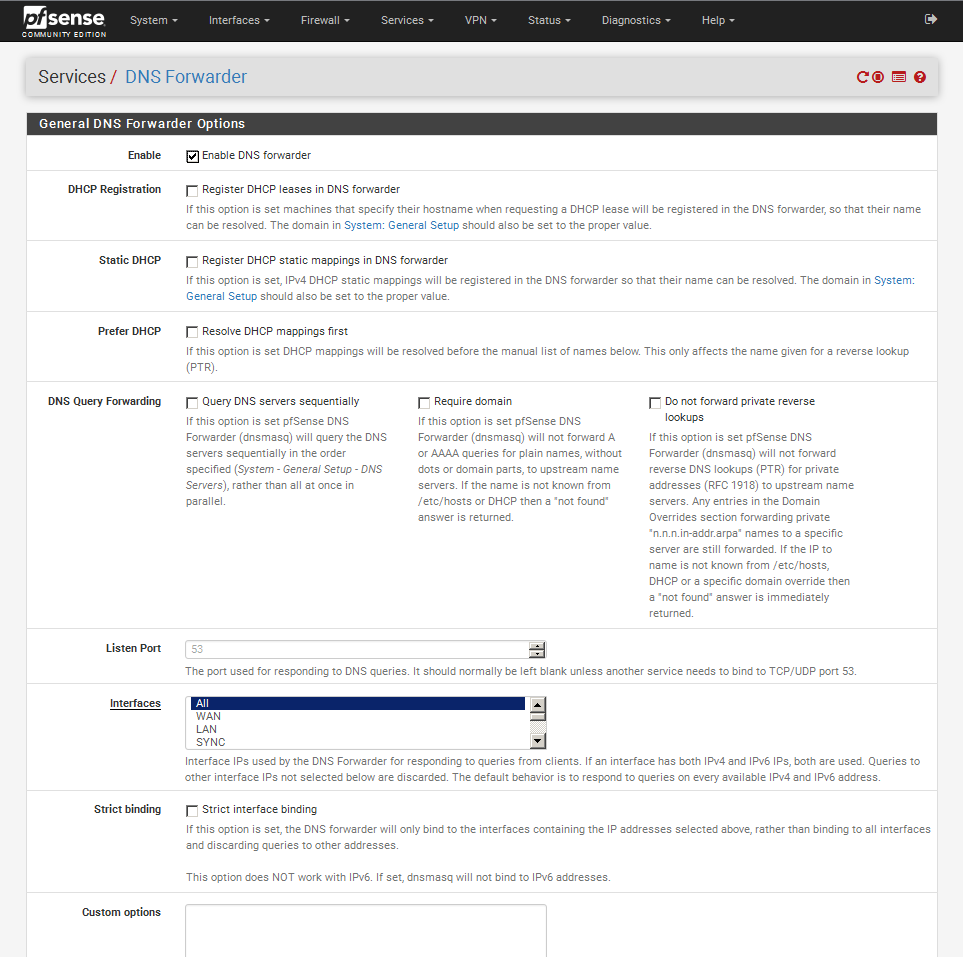 pfsense
COMMUNITY EDITION
System Interfaces Firewall Services VPN Status Diagnostics Help
Services / DNS Forwarder
General DNS Forwarder Options
Enable
Enable DNS forwarder
DHCP Registration
Register DHCP leases in DNS forwarder
If this option is set machines that specify their hostname when requesting a DHCP lease will be registered in the DNS forwarder, so that their name
can be resolved. The domain in System: General Setup should also be set to the proper value.
Static DHCP
Register DHCP static mappings in DNS forwarder
If this option is set, IPv4 DHCP static mappings will be registered in the DNS forwarder so that their name can be resolved. The domain in System:
General Setup should also be set to the proper value.
Prefer DHCP
Resolve DHCP mappings first
If this option is set DHCP mappings will be resolved before the manual list of names below. This only affects the name given for a reverse lookup
(PTR).
DNS Query Forwarding
Query DNS servers sequentially
If this option is set pfSense DNS
Forwarder (dnsmasq) will query the DNS
servers sequentially in the order
specified (System - General Setup - DNS
Servers), rather than all at once in
parallel.
Require domain
If this option is set pfSense DNS
Forwarder (dnsmasq) will not forward A
or AAAA queries for plain names, without
dots or domain parts, to upstream name
servers. If the name is not known from
/etc/hosts or DHCP then a "not found"
answer is returned.
Do not forward private reverse
lookups
If this option is set pfSense DNS
Forwarder (dnsmasq) will not forward
reverse DNS lookups (PTR) for private
addresses (RFC 1918) to upstream name
servers. Any entries in the Domain
Overrides section forwarding private
"n.n.n.in-addr.arpa" names to a specific
server are still forwarded. If the IP to
name is not known from /etc/hosts,
DHCP or a specific domain override then
a "not found" answer is immediately
returned.
Listen Port
53
The port used for responding to DNS queries. It should normally be left blank unless another service needs to bind to TCP/UDP port 53.
Interfaces
All
WAN
LAN
SYNC
Interface IPs used by the DNS Forwarder for responding to queries from clients. If an interface has both IPv4 and IPv6 IPs, both are used. Queries to
other interface IPs not selected below are discarded. The default behavior is to respond to queries on every available IPv4 and IPv6 address.
Strict binding
Strict interface binding
If this option is set, the DNS forwarder will only bind to the interfaces containing the IP addresses selected above, rather than binding to all interfaces
and discarding queries to other addresses.
This option does NOT work with IPv6. If set, dnsmasq will not bind to IPv6 addresses.
Custom options